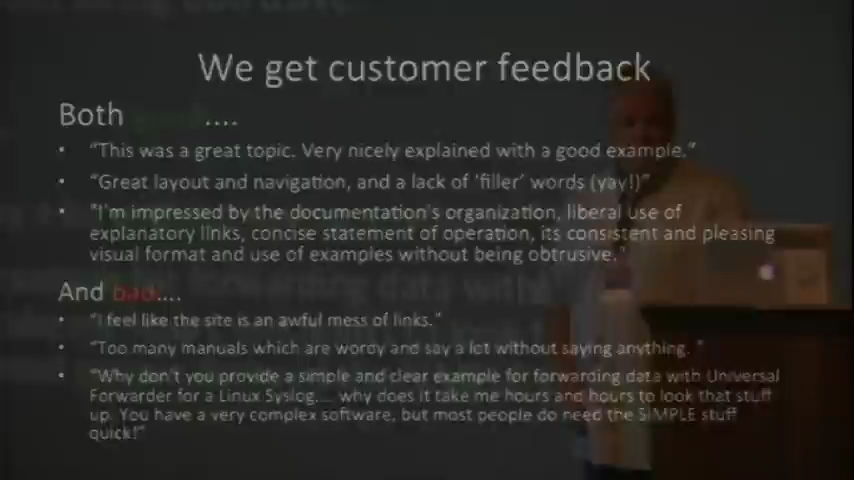 We get customer feedback
Both good....
• "This was a great topic. Very nicely explained with a good example."
• "Great layout and navigation, and a lack of 'filler' words (yay!)"
• "I'm impressed by the documentation's organization, liberal use of
explanatory links, concise statement of operation, its consistent and pleasing
visual format and use of examples without being obtrusive."
And bad....
• "I feel like the site is an awful mess of links."
• "Too many manuals which are wordy and say a lot without saying anything. "
• "Why don't you provide a simple and clear example for forwarding data with Universal
Forwarder for a Linux Syslog.... why does it take me hours and hours to look that stuff
up. You have a very complex software, but most people do need the SIMPLE stuff
quick!"